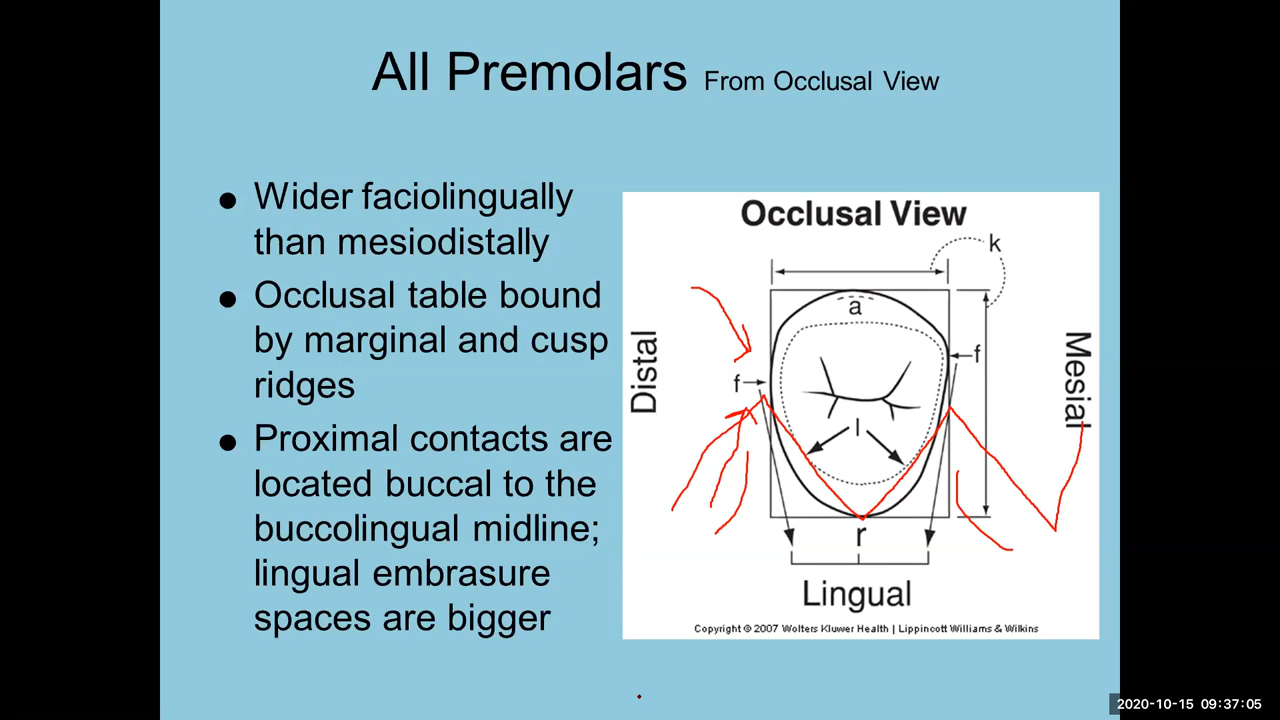 All Premolars From Occlusal View
● Wider faciolingually
than mesiodistally
● Occlusal table bound
by marginal and cusp
ridges
● Proximal contacts are
located buccal to the
buccolingual midline;
lingual embrasure
spaces are bigger
Occlusal View
k
a
Distal
f
f
Mesial
l
r
Lingual
Copyright © 2007 Wolters Kluwer Health | Lippincott Williams & Wilkins
2020-10-15 09:37:05